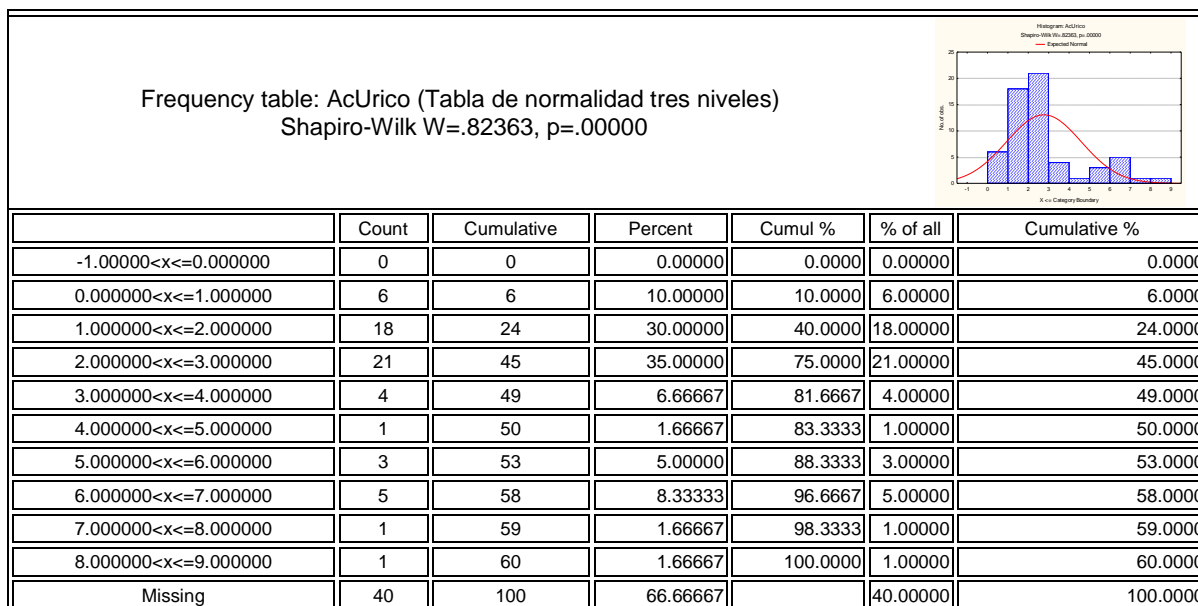 Frequency table: AcUrico (Tabla de normalidad tres niveles)
Shapiro-Wilk W=.82363, p=.00000
Histogram: AcUrico
Shapiro-Wilk W=.82363, p=.00000
Expected Normal
25
20
15
10
5
0
No. of obs.
-1 0 1 2 3 4 5 6 7 8 9
X <= Category Boundary
Count Cumulative Percent Cumul % % of all Cumulative %
-1.00000<x<=0.000000 0 0 0.00000 0.0000 0.00000 0.0000
0.000000<x<=1.000000 6 6 10.00000 10.0000 6.00000 6.0000
1.000000<x<=2.000000 18 24 30.00000 40.0000 18.00000 24.0000
2.000000<x<=3.000000 21 45 35.00000 75.0000 21.00000 45.0000
3.000000<x<=4.000000 4 49 6.66667 81.6667 4.00000 49.0000
4.000000<x<=5.000000 1 50 1.66667 83.3333 1.00000 50.0000
5.000000<x<=6.000000 3 53 5.00000 88.3333 3.00000 53.0000
6.000000<x<=7.000000 5 58 8.33333 96.6667 5.00000 58.0000
7.000000<x<=8.000000 1 59 1.66667 98.3333 1.00000 59.0000
8.000000<x<=9.000000 1 60 1.66667 100.0000 1.00000 60.0000
Missing 40 100 66.66667 40.00000 100.0000